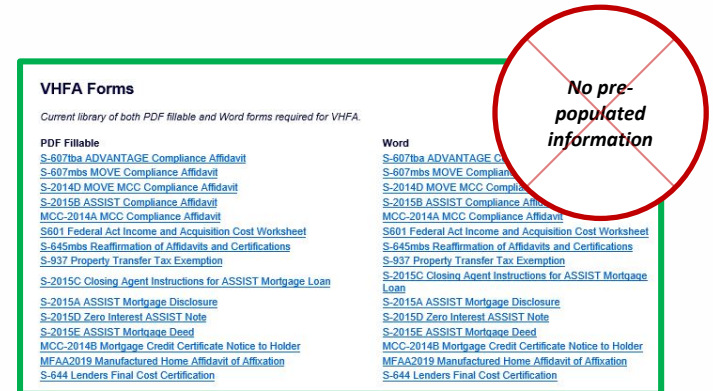 No pre-
populated
information
VHFA Forms
Current library of both PDF fillable and Word forms required for VHFA.
PDF Fillable
S-607tba ADVANTAGE Compliance Affidavit
S-607mbs MOVE Compliance Affidavit
S-2014D MOVE MCC Compliance Affidavit
S-2015B ASSIST Compliance Affidavit
MCC-2014A MCC Compliance Affidavit
S601 Federal Act Income and Acquisition Cost Worksheet
S-645mbs Reaffirmation of Affidavits and Certifications
S-937 Property Transfer Tax Exemption
S-2015C Closing Agent Instructions for ASSIST Mortgage Loan
S-2015A ASSIST Mortgage Disclosure
S-2015D Zero Interest ASSIST Note
S-2015E ASSIST Mortgage Deed
MCC-2014B Mortgage Credit Certificate Notice to Holder
MFAA2019 Manufactured Home Affidavit of Affixation
S-644 Lenders Final Cost Certification
Word
S-607tba ADVANTAGE
S-607mbs MOVE
S-2014D MOVE MCC
S-2015B ASSIST Compliance
MCC-2014A MCC Compliance Affidavit
S601 Federal Act Income and Acquisition Cost Worksheet
S-645mbs Reaffirmation of Affidavits and Certifications
S-937 Property Transfer Tax Exemption
S-2015C Closing Agent Instructions for ASSIST Mortgage
Loan
S-2015A ASSIST Mortgage Disclosure
S-2015D Zero Interest ASSIST Note
S-2015E ASSIST Mortgage Deed
MCC-2014B Mortgage Credit Certificate Notice to Holder
MFAA2019 Manufactured Home Affidavit of Affixation
S-644 Lenders Final Cost Certification